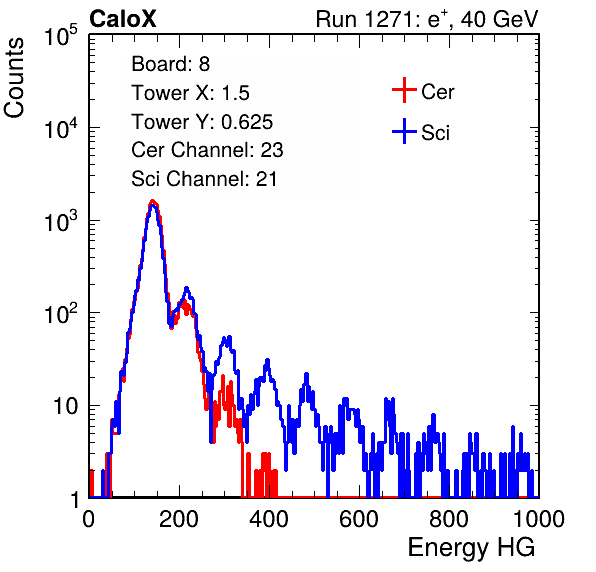 CaloX Run 1271: e⁺, 40 GeV
Counts
Board: 8
Tower X: 1.5
Tower Y: 0.625
Cer Channel: 23
Sci Channel: 21
Cer
Sci
10⁵
10⁴
10³
10²
10
1
0 200 400 600 800 1000
Energy HG